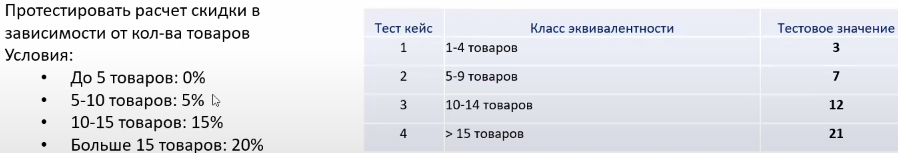 Протестировать расчет скидки в
зависимости от кол-ва товаров
Условия:
• До 5 товаров: 0%
• 5-10 товаров: 5%
• 10-15 товаров: 15%
• Больше 15 товаров: 20%
Тест кейс Класс эквивалентности Тестовое значение
1 1-4 товаров 3
2 5-9 товаров 7
3 10-14 товаров 12
4 > 15 товаров 21